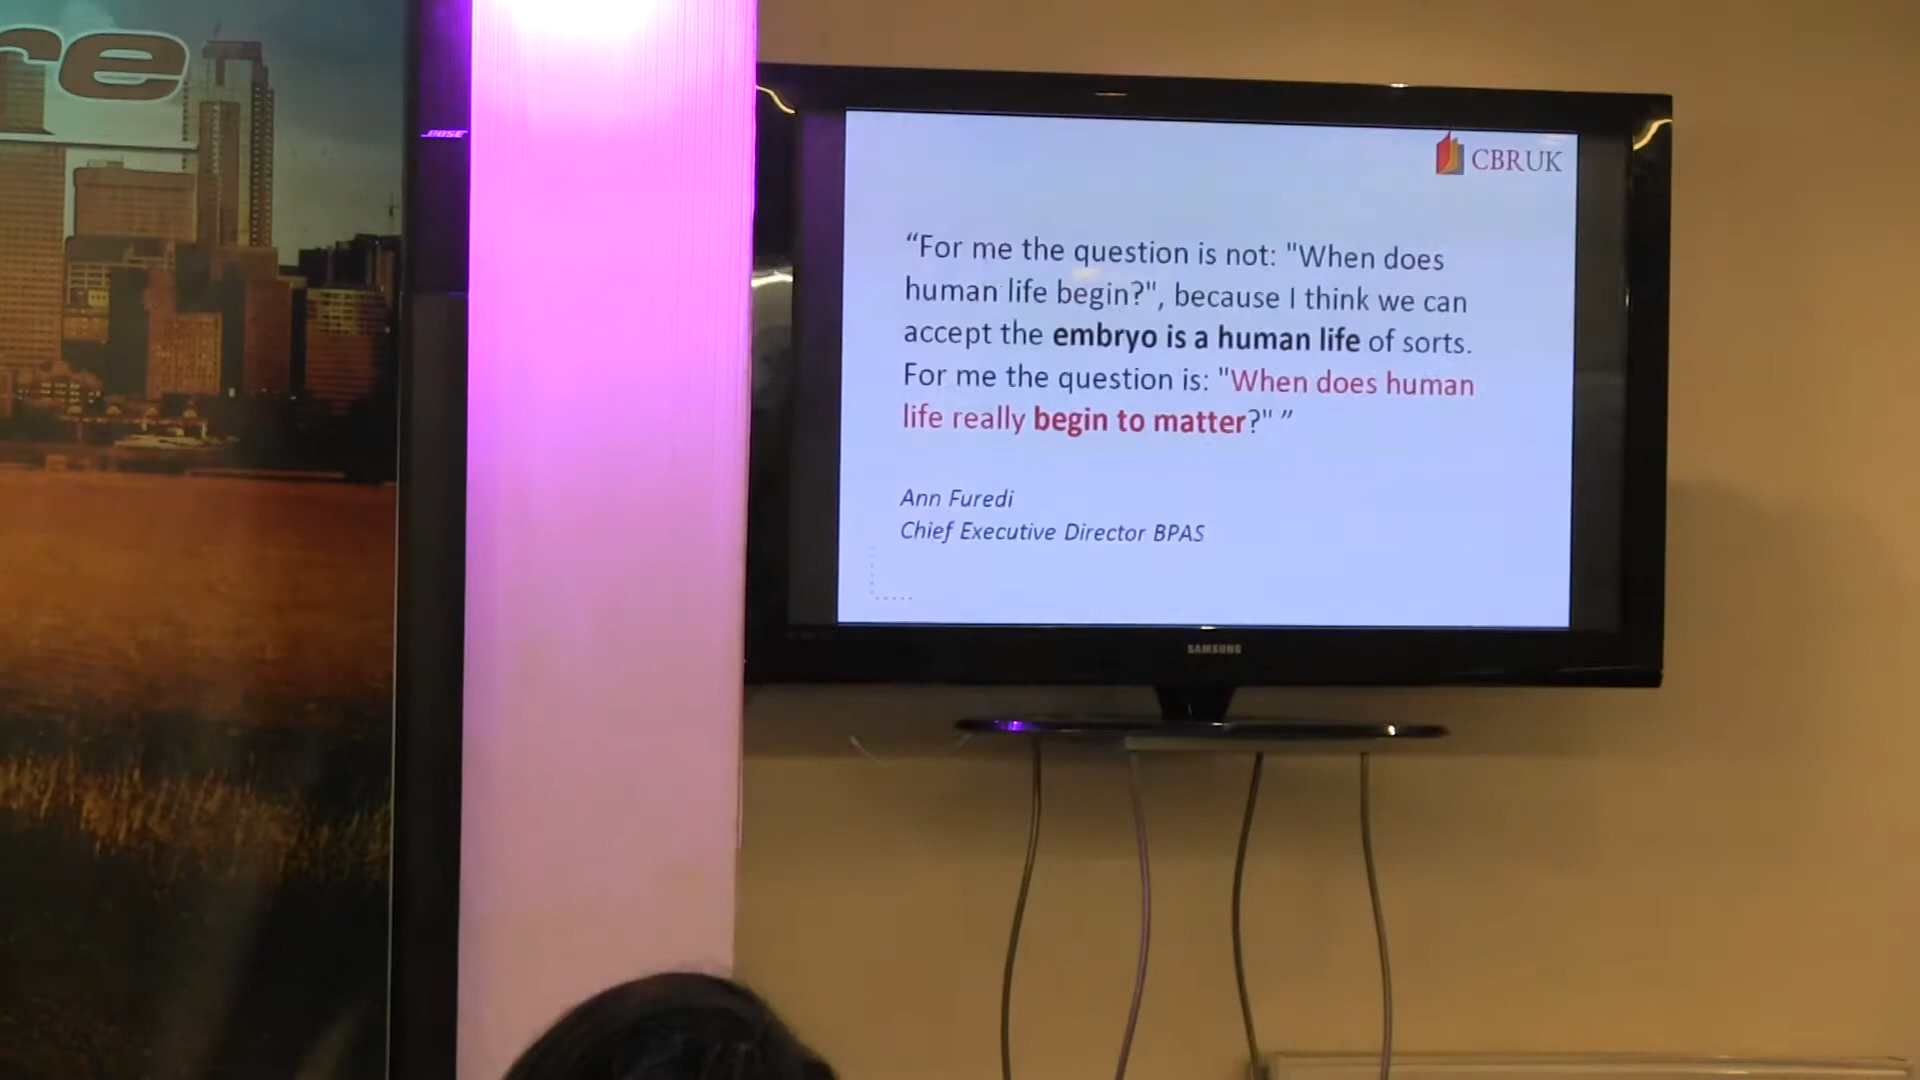 re
BOSE
CBRUK
“For me the question is not: "When does
human life begin?", because I think we can
accept the embryo is a human life of sorts.
For me the question is: "When does human
life really begin to matter?" ”
Ann Furedi
Chief Executive Director BPAS
SAMSUNG